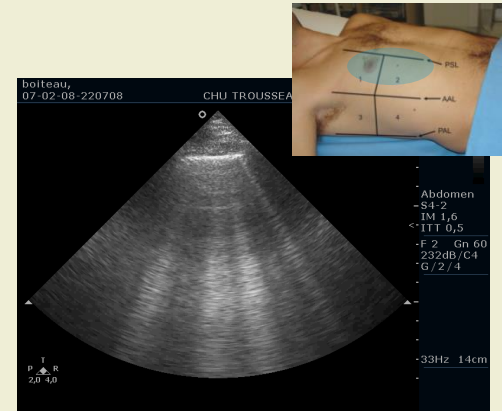 boiteau,
07-02-08-220708 CHU TROUSSEA
PSL
1 2
AAL
3 4
PAL
Abdomen
S4-2
IM 1,6
ITT 0,5
F 2 Gn 60
232dB/C4
G/2/4
33Hz 14cm
T
P R
2,0 4,0